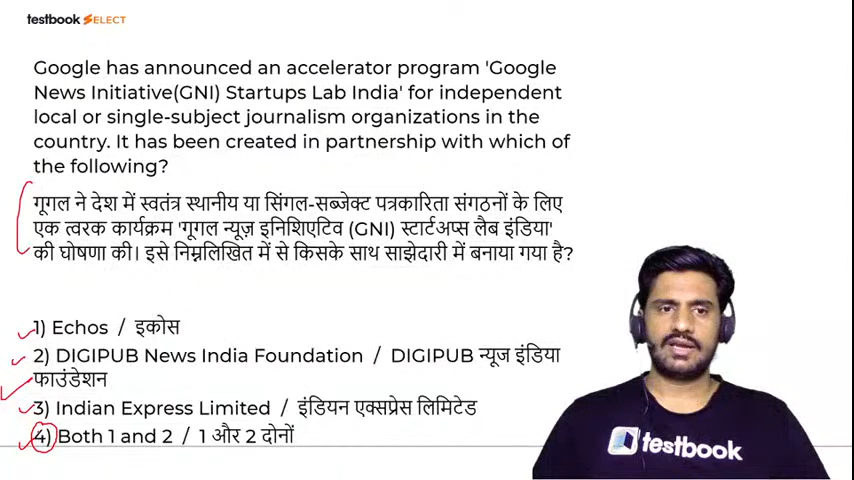 testbook SELECT
Google has announced an accelerator program 'Google
News Initiative(GNI) Startups Lab India' for independent
local or single-subject journalism organizations in the
country. It has been created in partnership with which of
the following?
गूगल ने देश में स्वतंत्र स्थानीय या सिंगल-सब्जेक्ट पत्रकारिता संगठनों के लिए
एक त्वरक कार्यक्रम 'गूगल न्यूज़ इनिशिएटिव (GNI) स्टार्टअप्स लैब इंडिया'
की घोषणा की। इसे निम्नलिखित में से किसके साथ साझेदारी में बनाया गया है?
1) Echos / इकोस
2) DIGIPUB News India Foundation / DIGIPUB न्यूज इंडिया
फाउंडेशन
3) Indian Express Limited / इंडियन एक्सप्रेस लिमिटेड
4) Both 1 and 2 / 1 और 2 दोनों
testbook